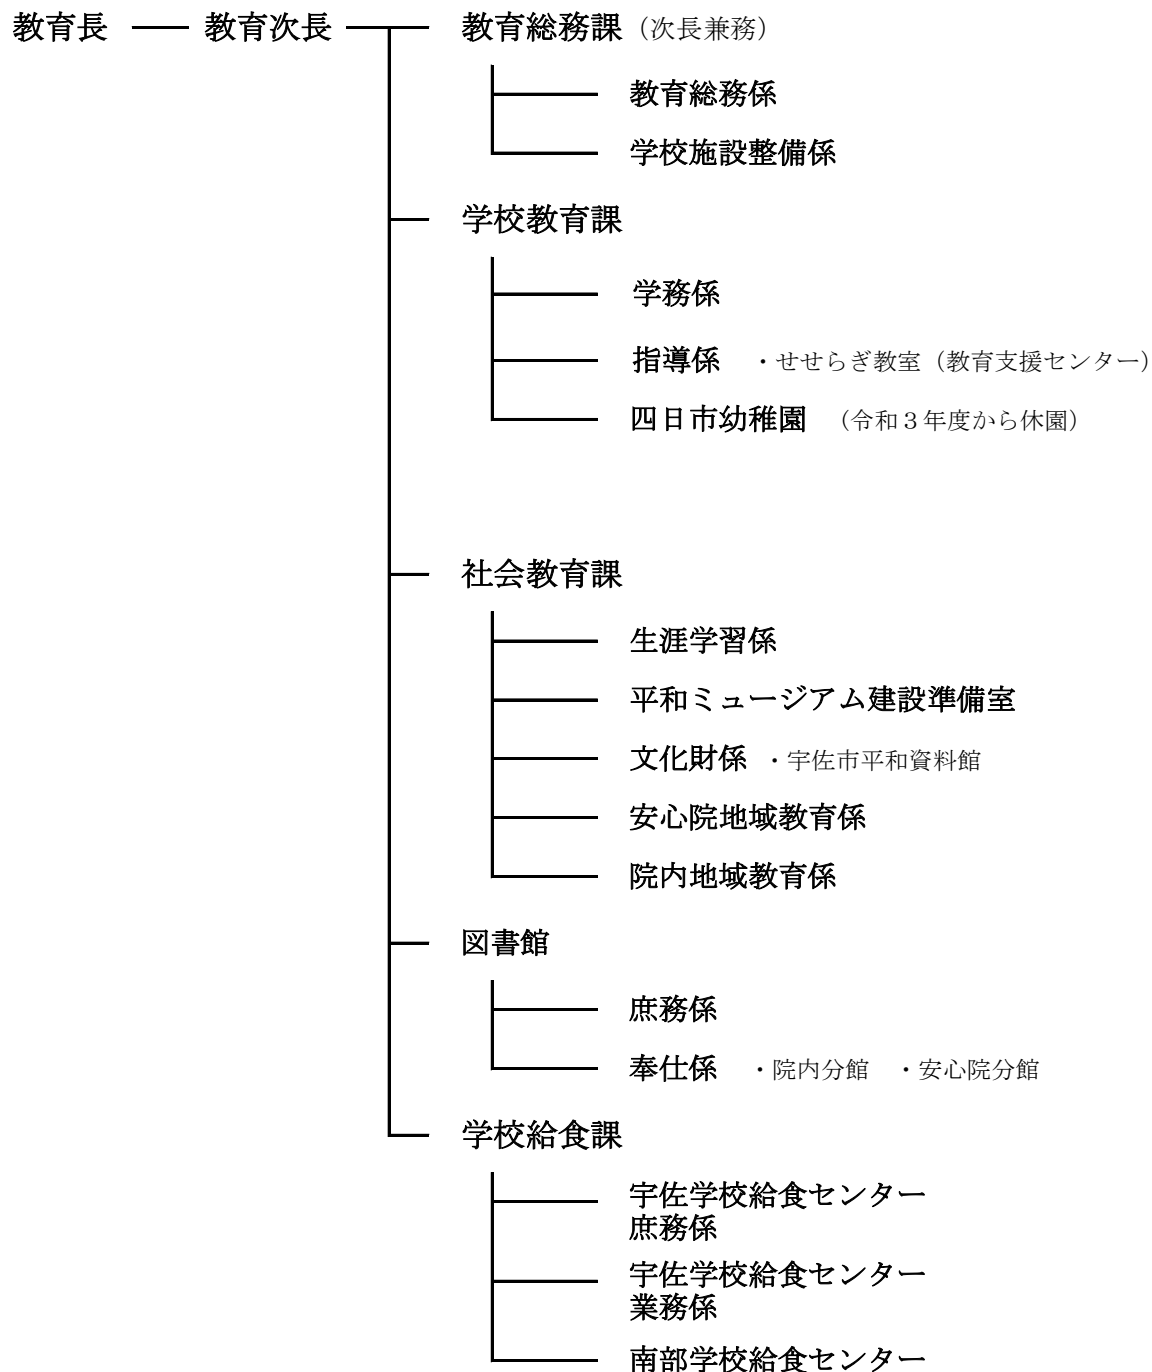 教育長 教育次長 教育総務課（次長兼務）
教育総務係
学校施設整備係
学校教育課
学務係
指導係 ・せせらぎ教室（教育支援センター）
四日市幼稚園 （令和３年度から休園）
社会教育課
生涯学習係
平和ミュージアム建設準備室
文化財係 ・宇佐市平和資料館
安心院地域教育係
院内地域教育係
図書館
庶務係
奉仕係 ・院内分館 ・安心院分館
学校給食課
宇佐学校給食センター
庶務係
宇佐学校給食センター
業務係
南部学校給食センター